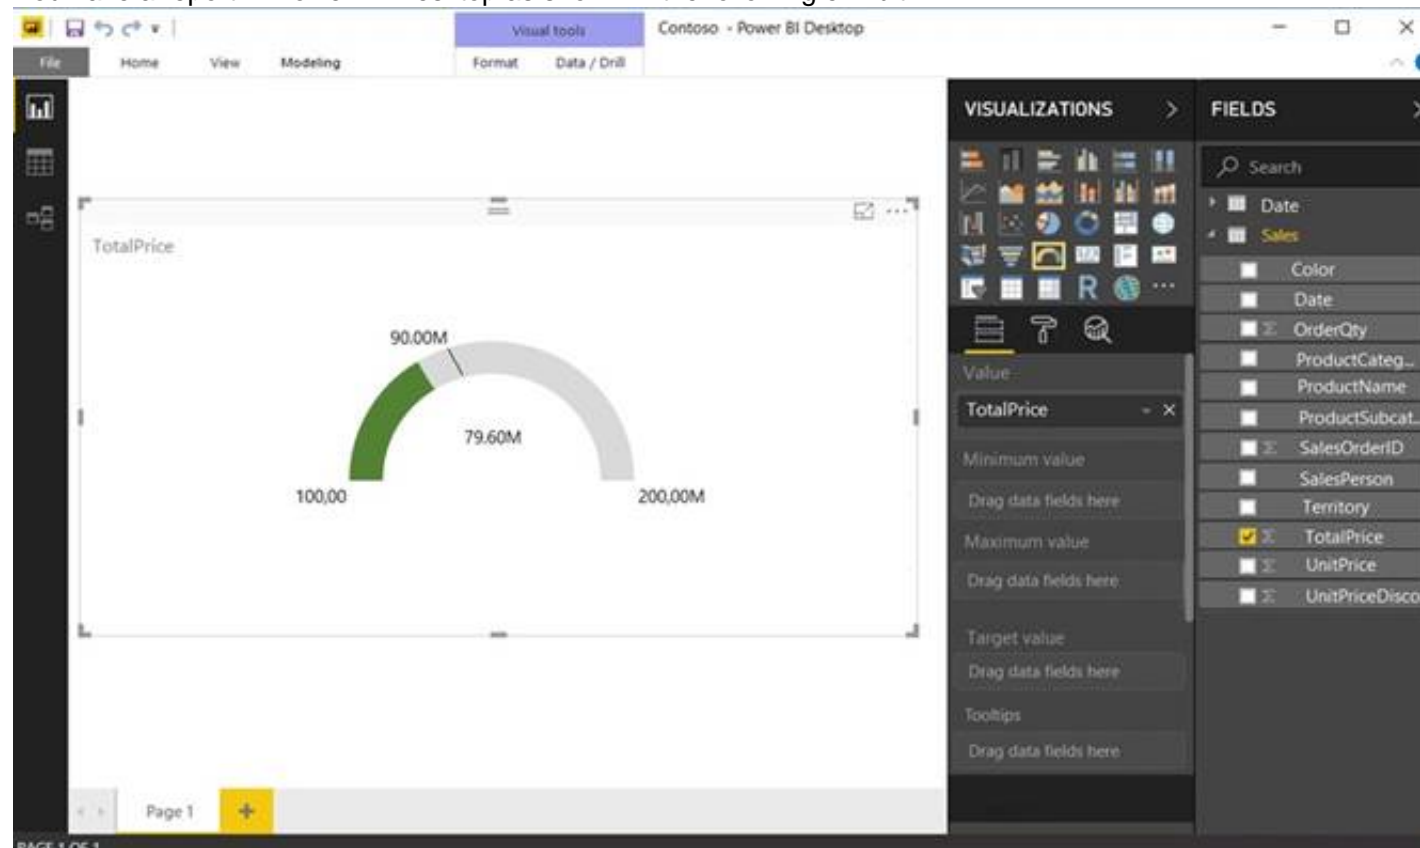 Contoso - Power BI Desktop
Visual tools
File Home View Modeling Format Data / Drill
VISUALIZATIONS
FIELDS
Search
Date
Sales
Color
Date
Σ OrderQty
ProductCateg...
ProductName
ProductSubcat...
Σ SalesOrderID
SalesPerson
Territory
Σ TotalPrice
Σ UnitPrice
Σ UnitPriceDisco
R
Value
TotalPrice
Minimum value
Drag data fields here
Maximum value
Drag data fields here
Target value
Drag data fields here
Tooltips
Drag data fields here
TotalPrice
90.00M
79.60M
100,00
200,00M
Page 1
PAGE 1 OF 1